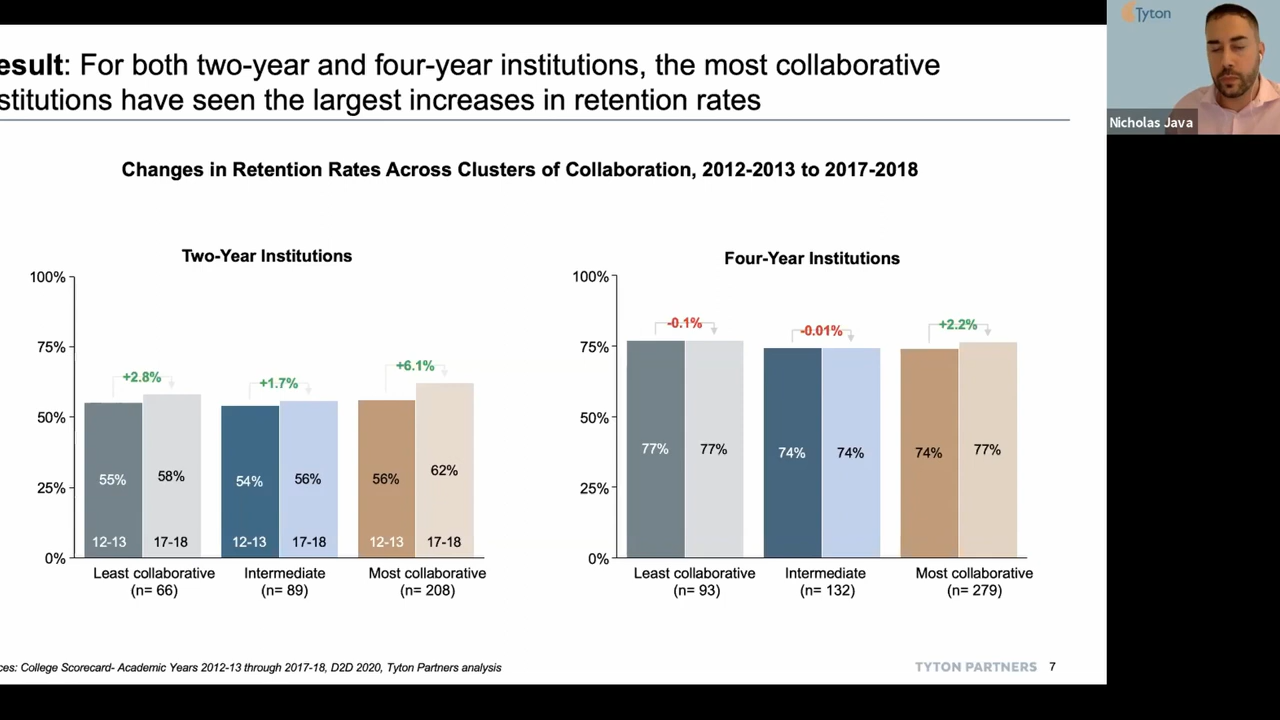 esult: For both two-year and four-year institutions, the most collaborative
stitutions have seen the largest increases in retention rates
Changes in Retention Rates Across Clusters of Collaboration, 2012-2013 to 2017-2018
Two-Year Institutions
100%
75%
50%
25%
0%
+2.8%
+1.7%
+6.1%
55%
58%
54%
56%
56%
62%
12-13
17-18
12-13
17-18
12-13
17-18
Least collaborative
(n= 66)
Intermediate
(n= 89)
Most collaborative
(n= 208)
Four-Year Institutions
100%
75%
50%
25%
0%
-0.1%
-0.01%
+2.2%
77%
77%
74%
74%
74%
77%
Least collaborative
(n= 93)
Intermediate
(n= 132)
Most collaborative
(n= 279)
ces: College Scorecard- Academic Years 2012-13 through 2017-18, D2D 2020, Tyton Partners analysis
TYTON PARTNERS 7
Tyton
Nicholas Java